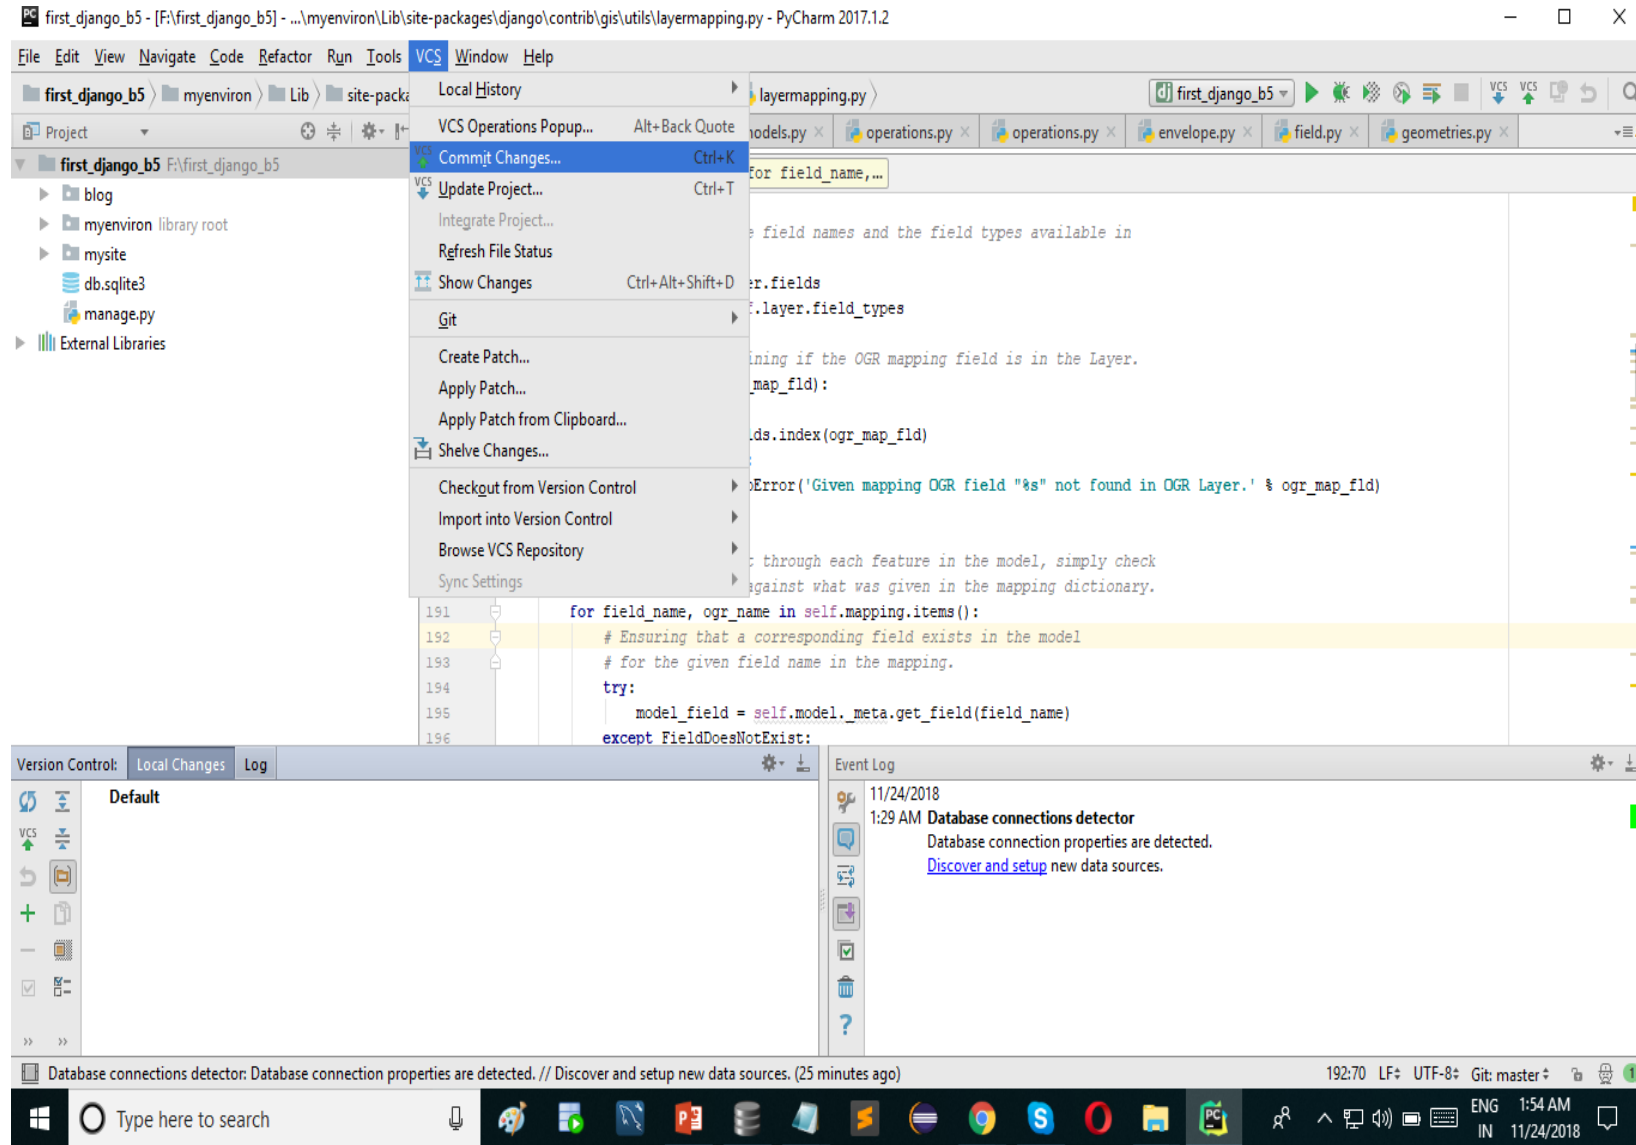 first_django_b5 - [F:\first_django_b5] - ...\myenviron\Lib\site-packages\django\contrib\gis\utils\layermapping.py - PyCharm 2017.1.2
File Edit View Navigate Code Refactor Run Tools VCS Window Help
first_django_b5 myenviron Lib site-packa layermapping.py first_django_b5 VCS VCS
Project odels.py operations.py operations.py envelope.py field.py geometries.py
first_django_b5 F:\first_django_b5
blog
myenviron library root
mysite
db.sqlite3
manage.py
External Libraries
Local History
VCS Operations Popup... Alt+Back Quote
VCS Commit Changes... Ctrl+K
VCS Update Project... Ctrl+T
Integrate Project...
Refresh File Status
Show Changes Ctrl+Alt+Shift+D
Git
Create Patch...
Apply Patch...
Apply Patch from Clipboard...
Shelve Changes...
Checkout from Version Control
Import into Version Control
Browse VCS Repository
Sync Settings
for field_name,...
field names and the field types available in
er.fields
.layer.field_types
ining if the OGR mapping field is in the Layer.
_map_fld):
ds.index(ogr_map_fld)
:
Error('Given mapping OGR field "%s" not found in OGR Layer.' % ogr_map_fld)
through each feature in the model, simply check
against what was given in the mapping dictionary.
191 for field_name, ogr_name in self.mapping.items():
192 # Ensuring that a corresponding field exists in the model
193 # for the given field name in the mapping.
194 try:
195 model_field = self.model._meta.get_field(field_name)
196 except FieldDoesNotExist:
Version Control: Local Changes Log
Default
VCS
Event Log
11/24/2018
1:29 AM Database connections detector
Database connection properties are detected.
Discover and setup new data sources.
?
Database connections detector: Database connection properties are detected. // Discover and setup new data sources. (25 minutes ago) 192:70 LF UTF-8 Git: master 1
Type here to search ENG IN 1:54 AM 11/24/2018